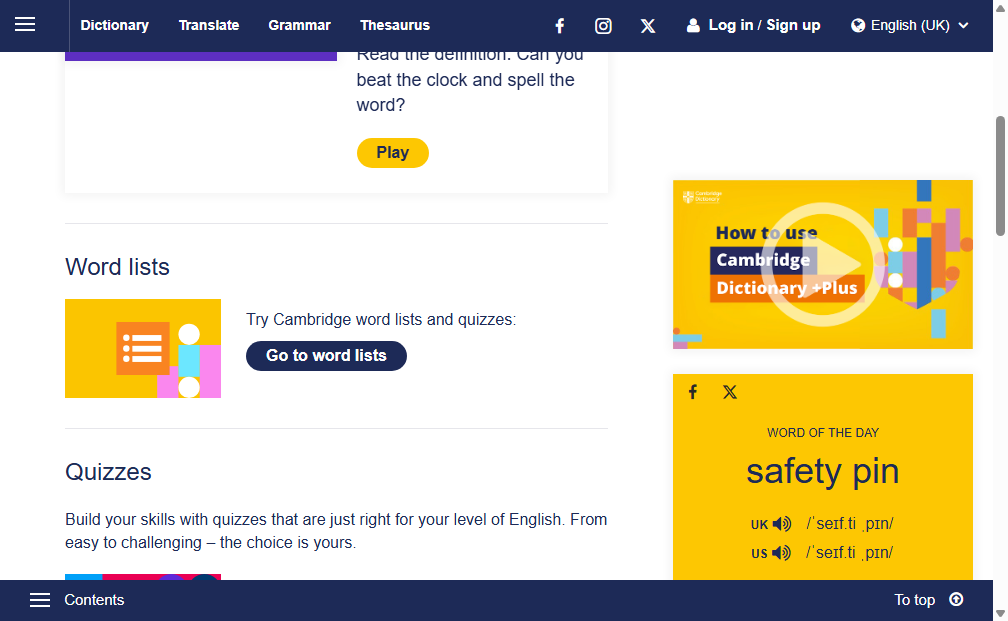 Dictionary Translate Grammar Thesaurus Log in / Sign up English (UK)
Read the definition. Can you
beat the clock and spell the
word?
Play
Word lists
Try Cambridge word lists and quizzes:
Go to word lists
Quizzes
Build your skills with quizzes that are just right for your level of English. From
easy to challenging – the choice is yours.
Cambridge
Dictionary
How to use
Cambridge
Dictionary +Plus
WORD OF THE DAY
safety pin
UK /ˈseɪf.ti ˌpɪn/
US /ˈseɪf.ti ˌpɪn/
Contents To top